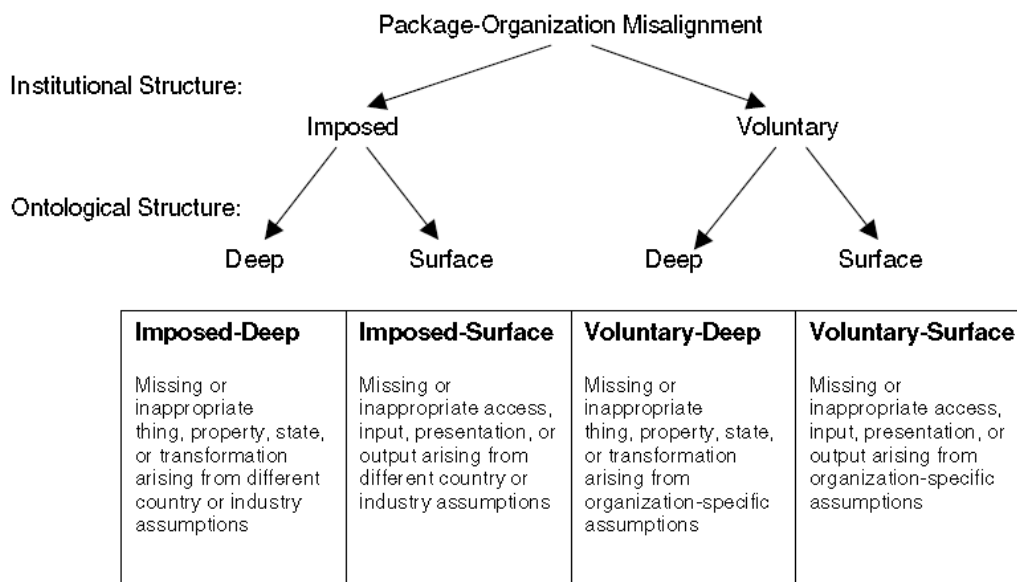 Package-Organization Misalignment
Institutional Structure:
Imposed
Voluntary
Ontological Structure:
Deep
Surface
Deep
Surface
Imposed-Deep
Missing or
inappropriate
thing, property, state,
or transformation
arising from different
country or industry
assumptions
Imposed-Surface
Missing or
inappropriate access,
input, presentation, or
output arising from
different country or
industry assumptions
Voluntary-Deep
Missing or
inappropriate
thing, property, state,
or transformation
arising from
organization-specific
assumptions
Voluntary-Surface
Missing or
inappropriate access,
input, presentation, or
output arising from
organization-specific
assumptions